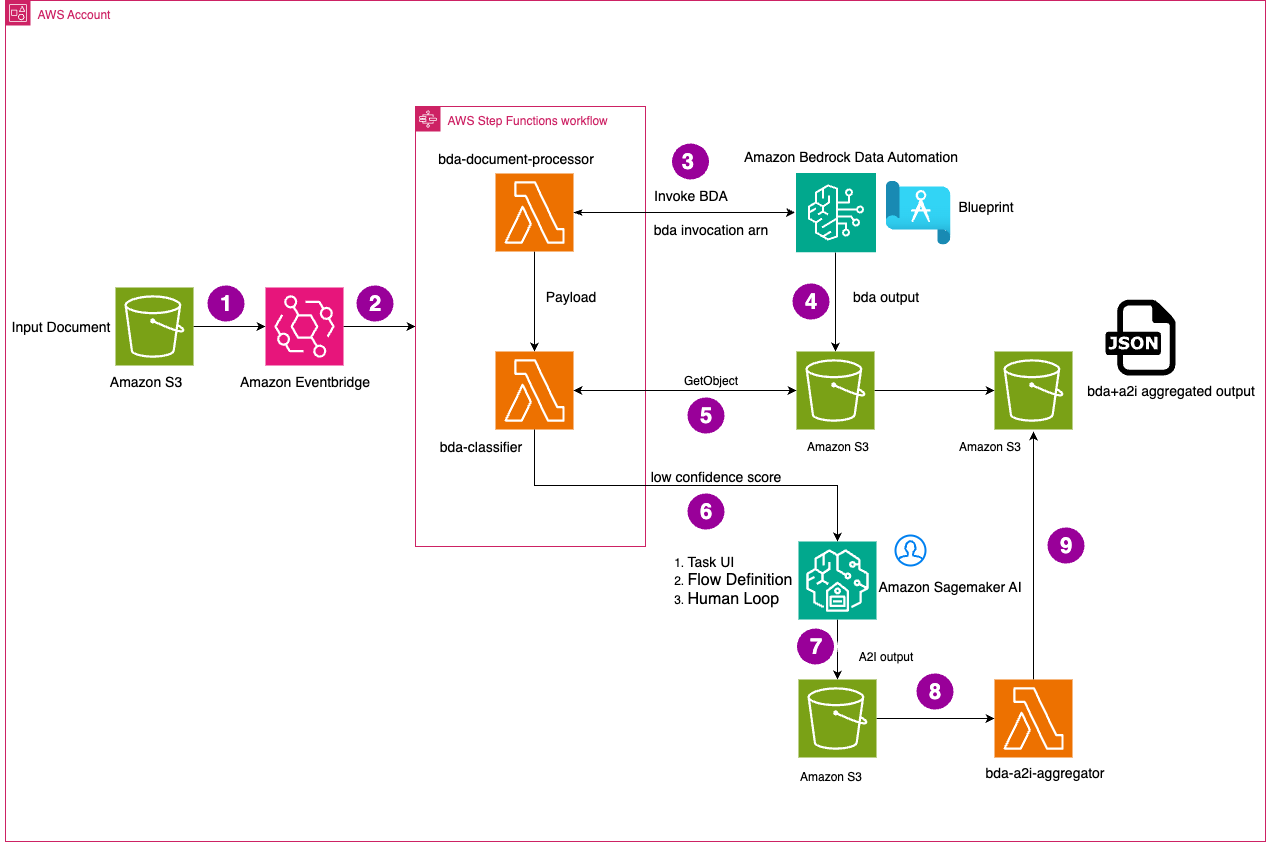 AWS Account
AWS Step Functions workflow
bda-document-processor
3
Invoke BDA
bda invocation arn
Amazon Bedrock Data Automation
Blueprint
1
2
Input Document
Amazon S3
Amazon Eventbridge
Payload
4
bda output
JSON
bda+a2i aggregated output
GetObject
5
bda-classifier
Amazon S3
Amazon S3
low confidence score
6
1. Task UI
2. Flow Definition
3. Human Loop
Amazon Sagemaker AI
9
7
A2I output
8
Amazon S3
bda-a2i-aggregator